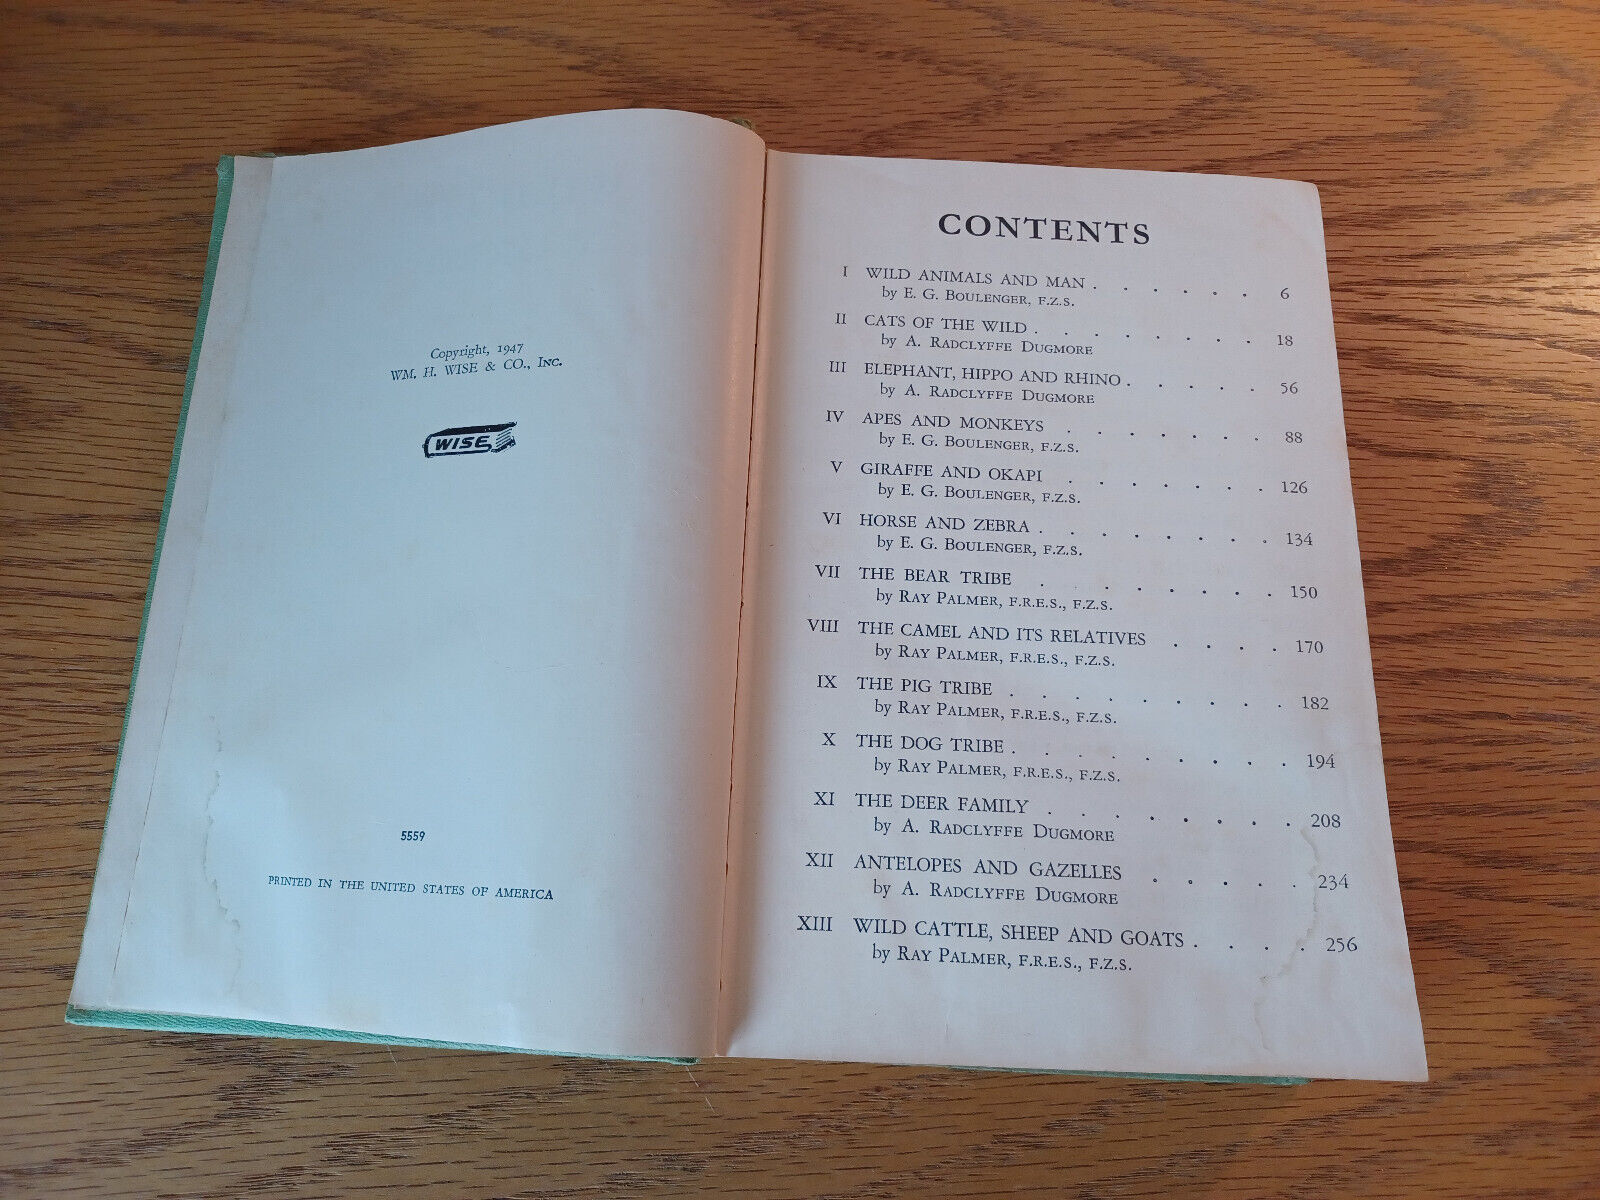 Copyright, 1947
WM. H. WISE & CO., INC.
WISE
5559
PRINTED IN THE UNITED STATES OF AMERICA
CONTENTS
I WILD ANIMALS AND MAN . . . . . . 6
by E. G. BOULENGER, F.Z.S.
II CATS OF THE WILD . . . . . . . . 18
by A. RADCLYFFE DUGMORE
III ELEPHANT, HIPPO AND RHINO . . . . . 56
by A. RADCLYFFE DUGMORE
IV APES AND MONKEYS . . . . . . . 88
by E. G. BOULENGER, F.Z.S.
V GIRAFFE AND OKAPI . . . . . . . 126
by E. G. BOULENGER, F.Z.S.
VI HORSE AND ZEBRA . . . . . . . . 134
by E. G. BOULENGER, F.Z.S.
VII THE BEAR TRIBE . . . . . . . . 150
by RAY PALMER, F.R.E.S., F.Z.S.
VIII THE CAMEL AND ITS RELATIVES . . . . 170
by RAY PALMER, F.R.E.S., F.Z.S.
IX THE PIG TRIBE . . . . . . . . . 182
by RAY PALMER, F.R.E.S., F.Z.S.
X THE DOG TRIBE . . . . . . . . . 194
by RAY PALMER, F.R.E.S., F.Z.S.
XI THE DEER FAMILY . . . . . . . . 208
by A. RADCLYFFE DUGMORE
XII ANTELOPES AND GAZELLES . . . . . 234
by A. RADCLYFFE DUGMORE
XIII WILD CATTLE, SHEEP AND GOATS . . . . 256
by RAY PALMER, F.R.E.S., F.Z.S.